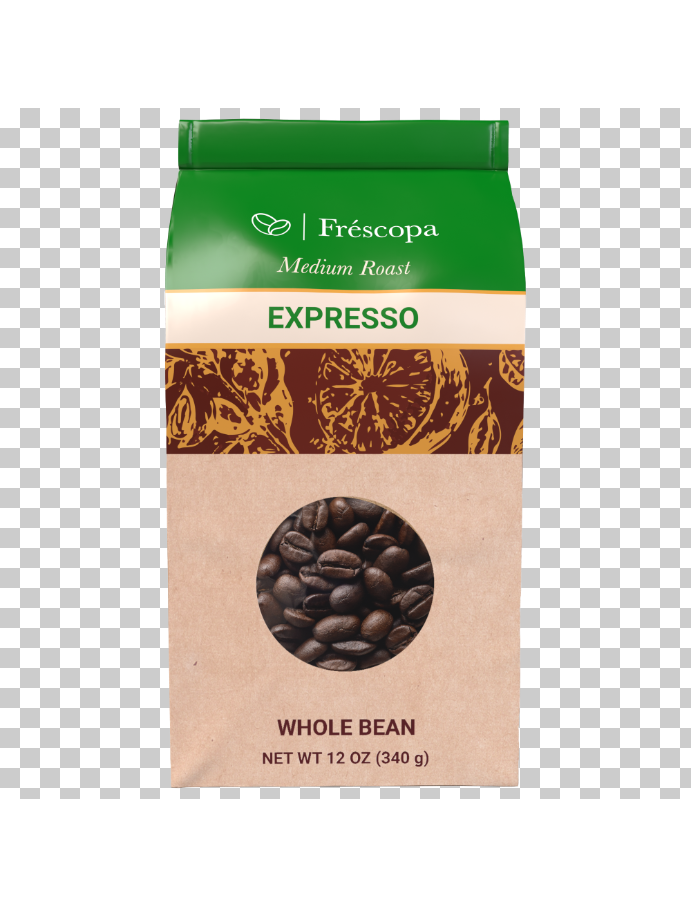 Fréscopa
Medium Roast
EXPRESSO
WHOLE BEAN
NET WT 12 OZ (340 g)